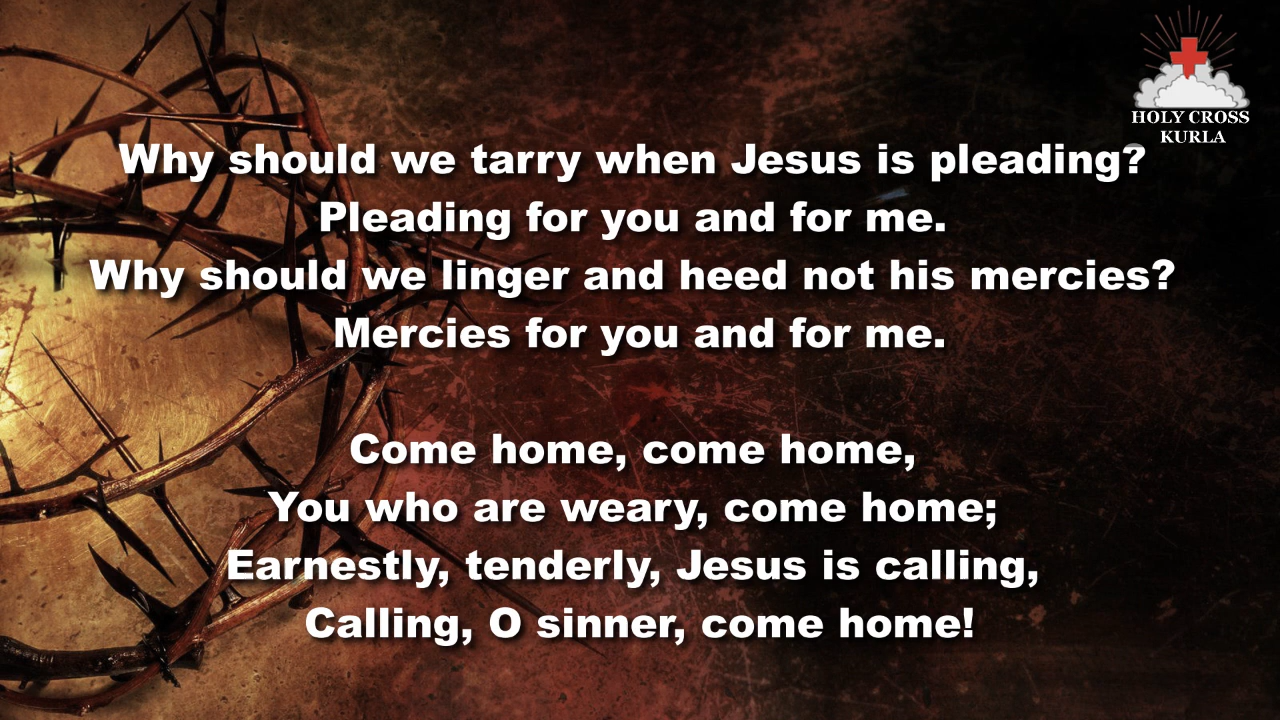 HOLY CROSS
KURLA
Why should we tarry when Jesus is pleading?
Pleading for you and for me.
Why should we linger and heed not his mercies?
Mercies for you and for me.
Come home, come home,
You who are weary, come home;
Earnestly, tenderly, Jesus is calling,
Calling, O sinner, come home!